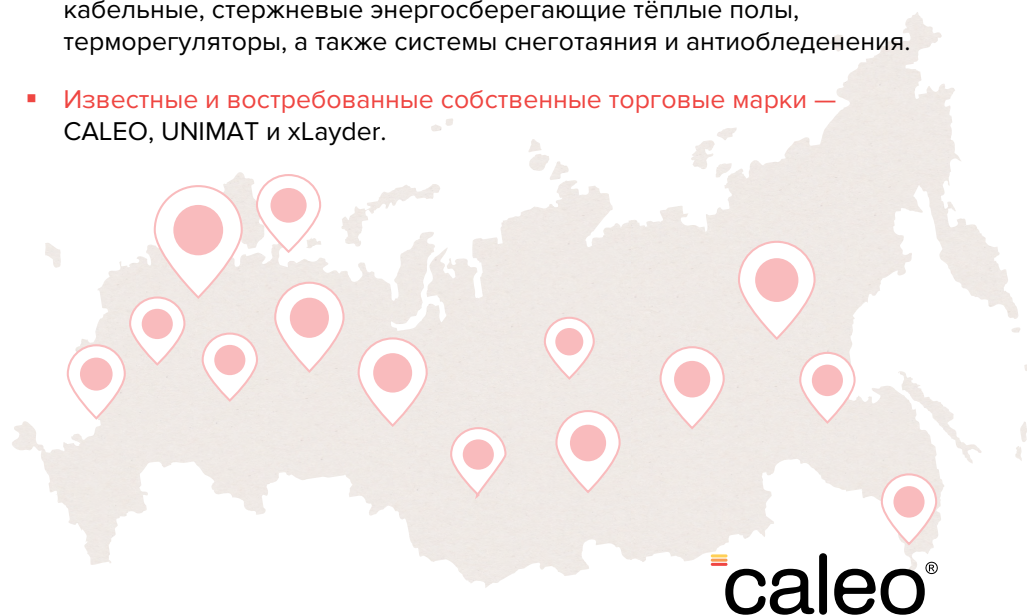 кабельные, стержневые энергосберегающие тёплые полы,
терморегуляторы, а также системы снеготаяния и антиобледенения.
▪ Известные и востребованные собственные торговые марки —
CALEO, UNIMAT и xLayder.
caleo®